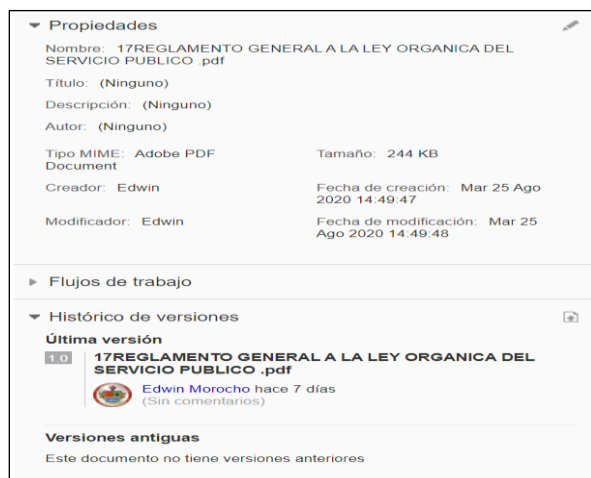 Propiedades
Nombre: 17REGLAMENTO GENERAL A LA LEY ORGANICA DEL
SERVICIO PUBLICO .pdf
Título: (Ninguno)
Descripción: (Ninguno)
Autor: (Ninguno)
Tipo MIME: Adobe PDF
Document
Tamaño: 244 KB
Creador: Edwin
Fecha de creación: Mar 25 Ago
2020 14:49:47
Modificador: Edwin
Fecha de modificación: Mar 25
Ago 2020 14:49:48
Flujos de trabajo
Histórico de versiones
Última versión
1.0
17REGLAMENTO GENERAL A LA LEY ORGANICA DEL
SERVICIO PUBLICO .pdf
Edwin Morocho hace 7 días
(Sin comentarios)
Versiones antiguas
Este documento no tiene versiones anteriores